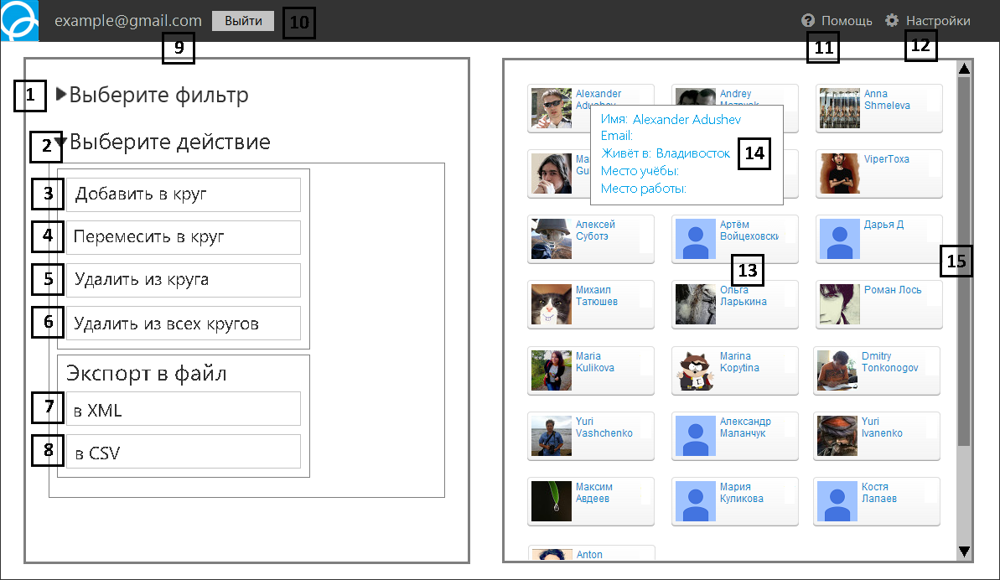 example@gmail.com Выйти 10 Помощь Настройки
9 11 12
1 Выберите фильтр
2 Выберите действие
3 Добавить в круг
4 Перемесить в круг
5 Удалить из круга
6 Удалить из всех кругов
Экспорт в файл
7 в XML
8 в CSV
Alexander
Adushev
Andrey
Anna
Shmeleva
Имя: Alexander Adushev
Email:
Живёт в: Владивосток
Место учёбы:
Место работы:
14
Ma
Gu
ViperToxa
Алексей
Суботэ
Артём
Войцеховски
Дарья Д
13
15
Михаил
Татюшев
Ольга
Ларькина
Роман Лось
Maria
Kulikova
Marina
Kopytina
Dmitry
Tonkonogov
Yuri
Vashchenko
Александр
Маланчук
Yuri
Ivanenko
Максим
Авдеев
Мария
Куликова
Костя
Лапаев
Anton